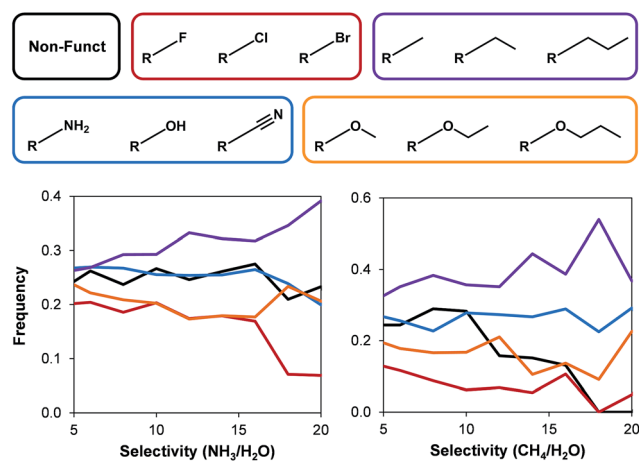 Non-Funct
F
Cl
Br
R
R
R
R
R
R
NH₂
OH
N
R
R
R
O
O
O
R
R
R
0.4
0.3
0.2
0.1
0.0
Frequency
5
10
15
20
Selectivity (NH₃/H₂O)
0.6
0.4
0.2
0.0
5
10
15
20
Selectivity (CH₄/H₂O)